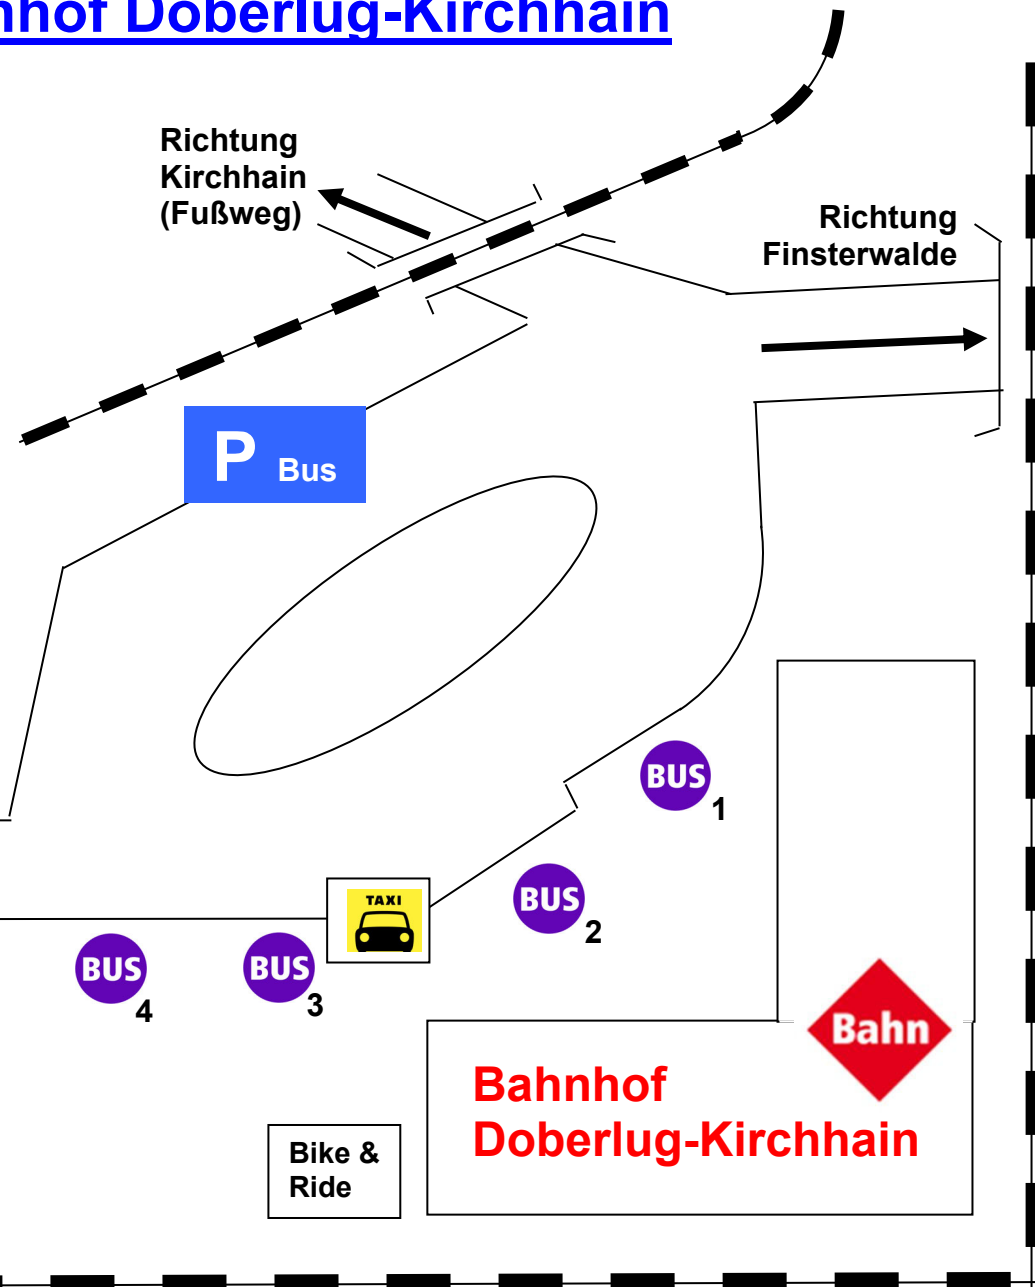 hnhof Doberlug-Kirchhain
Richtung
Kirchhain
(Fußweg)
Richtung
Finsterwalde
P Bus
BUS 1
BUS 2
TAXI
BUS 4
BUS 3
Bahn
Bahnhof
Doberlug-Kirchhain
Bike &
Ride